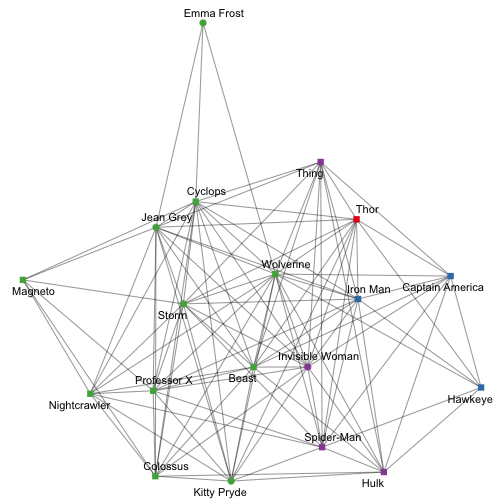 Emma Frost
Thing
Cyclops
Thor
Jean Grey
Wolverine
Magneto
Iron Man
Captain America
Storm
Invisible Woman
Professor X
Beast
Nightcrawler
Hawkeye
Spider-Man
Colossus
Hulk
Kitty Pryde